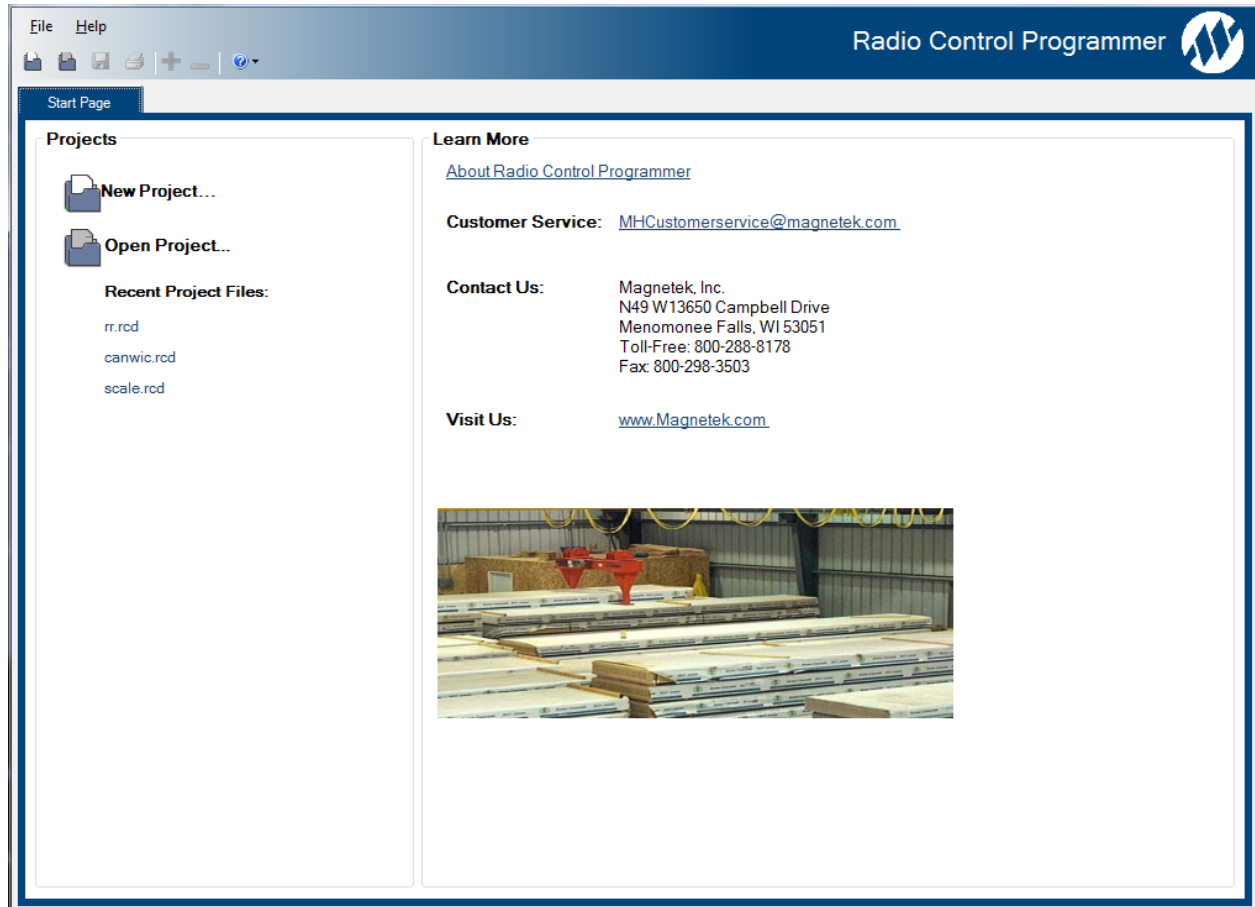 File Help
Radio Control Programmer
Start Page
Projects
New Project...
Open Project...
Recent Project Files:
rr.rcd
canwic.rcd
scale.rcd
Learn More
About Radio Control Programmer
Customer Service: MHCustomerservice@magnetek.com
Contact Us: Magnetek, Inc.
N49 W13650 Campbell Drive
Menomonee Falls, WI 53051
Toll-Free: 800-288-8178
Fax: 800-298-3503
Visit Us: www.Magnetek.com